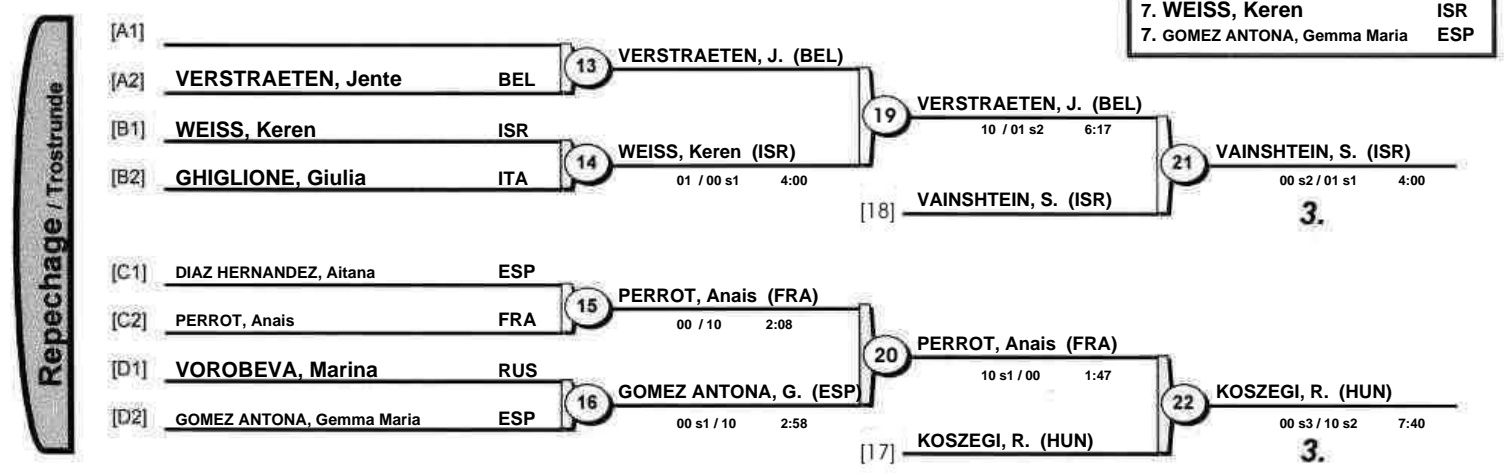 7. WEISS, Keren ISR
7. GOMEZ ANTONA, Gemma Maria ESP
Repechage / Trostrunde
[A1]
[A2] VERSTRAETEN, Jente BEL
13 VERSTRAETEN, J. (BEL)
[B1] WEISS, Keren ISR
[B2] GHIGLIONE, Giulia ITA
14 WEISS, Keren (ISR)
01 / 00 s1 4:00
19 VERSTRAETEN, J. (BEL)
10 / 01 s2 6:17
[18] VAINSHTEIN, S. (ISR)
21 VAINSHTEIN, S. (ISR)
00 s2 / 01 s1 4:00
3.
[C1] DIAZ HERNANDEZ, Aitana ESP
[C2] PERROT, Anais FRA
15 PERROT, Anais (FRA)
00 / 10 2:08
[D1] VOROBEVA, Marina RUS
[D2] GOMEZ ANTONA, Gemma Maria ESP
16 GOMEZ ANTONA, G. (ESP)
00 s1 / 10 2:58
20 PERROT, Anais (FRA)
10 s1 / 00 1:47
[17] KOSZEGI, R. (HUN)
22 KOSZEGI, R. (HUN)
00 s3 / 10 s2 7:40
3.